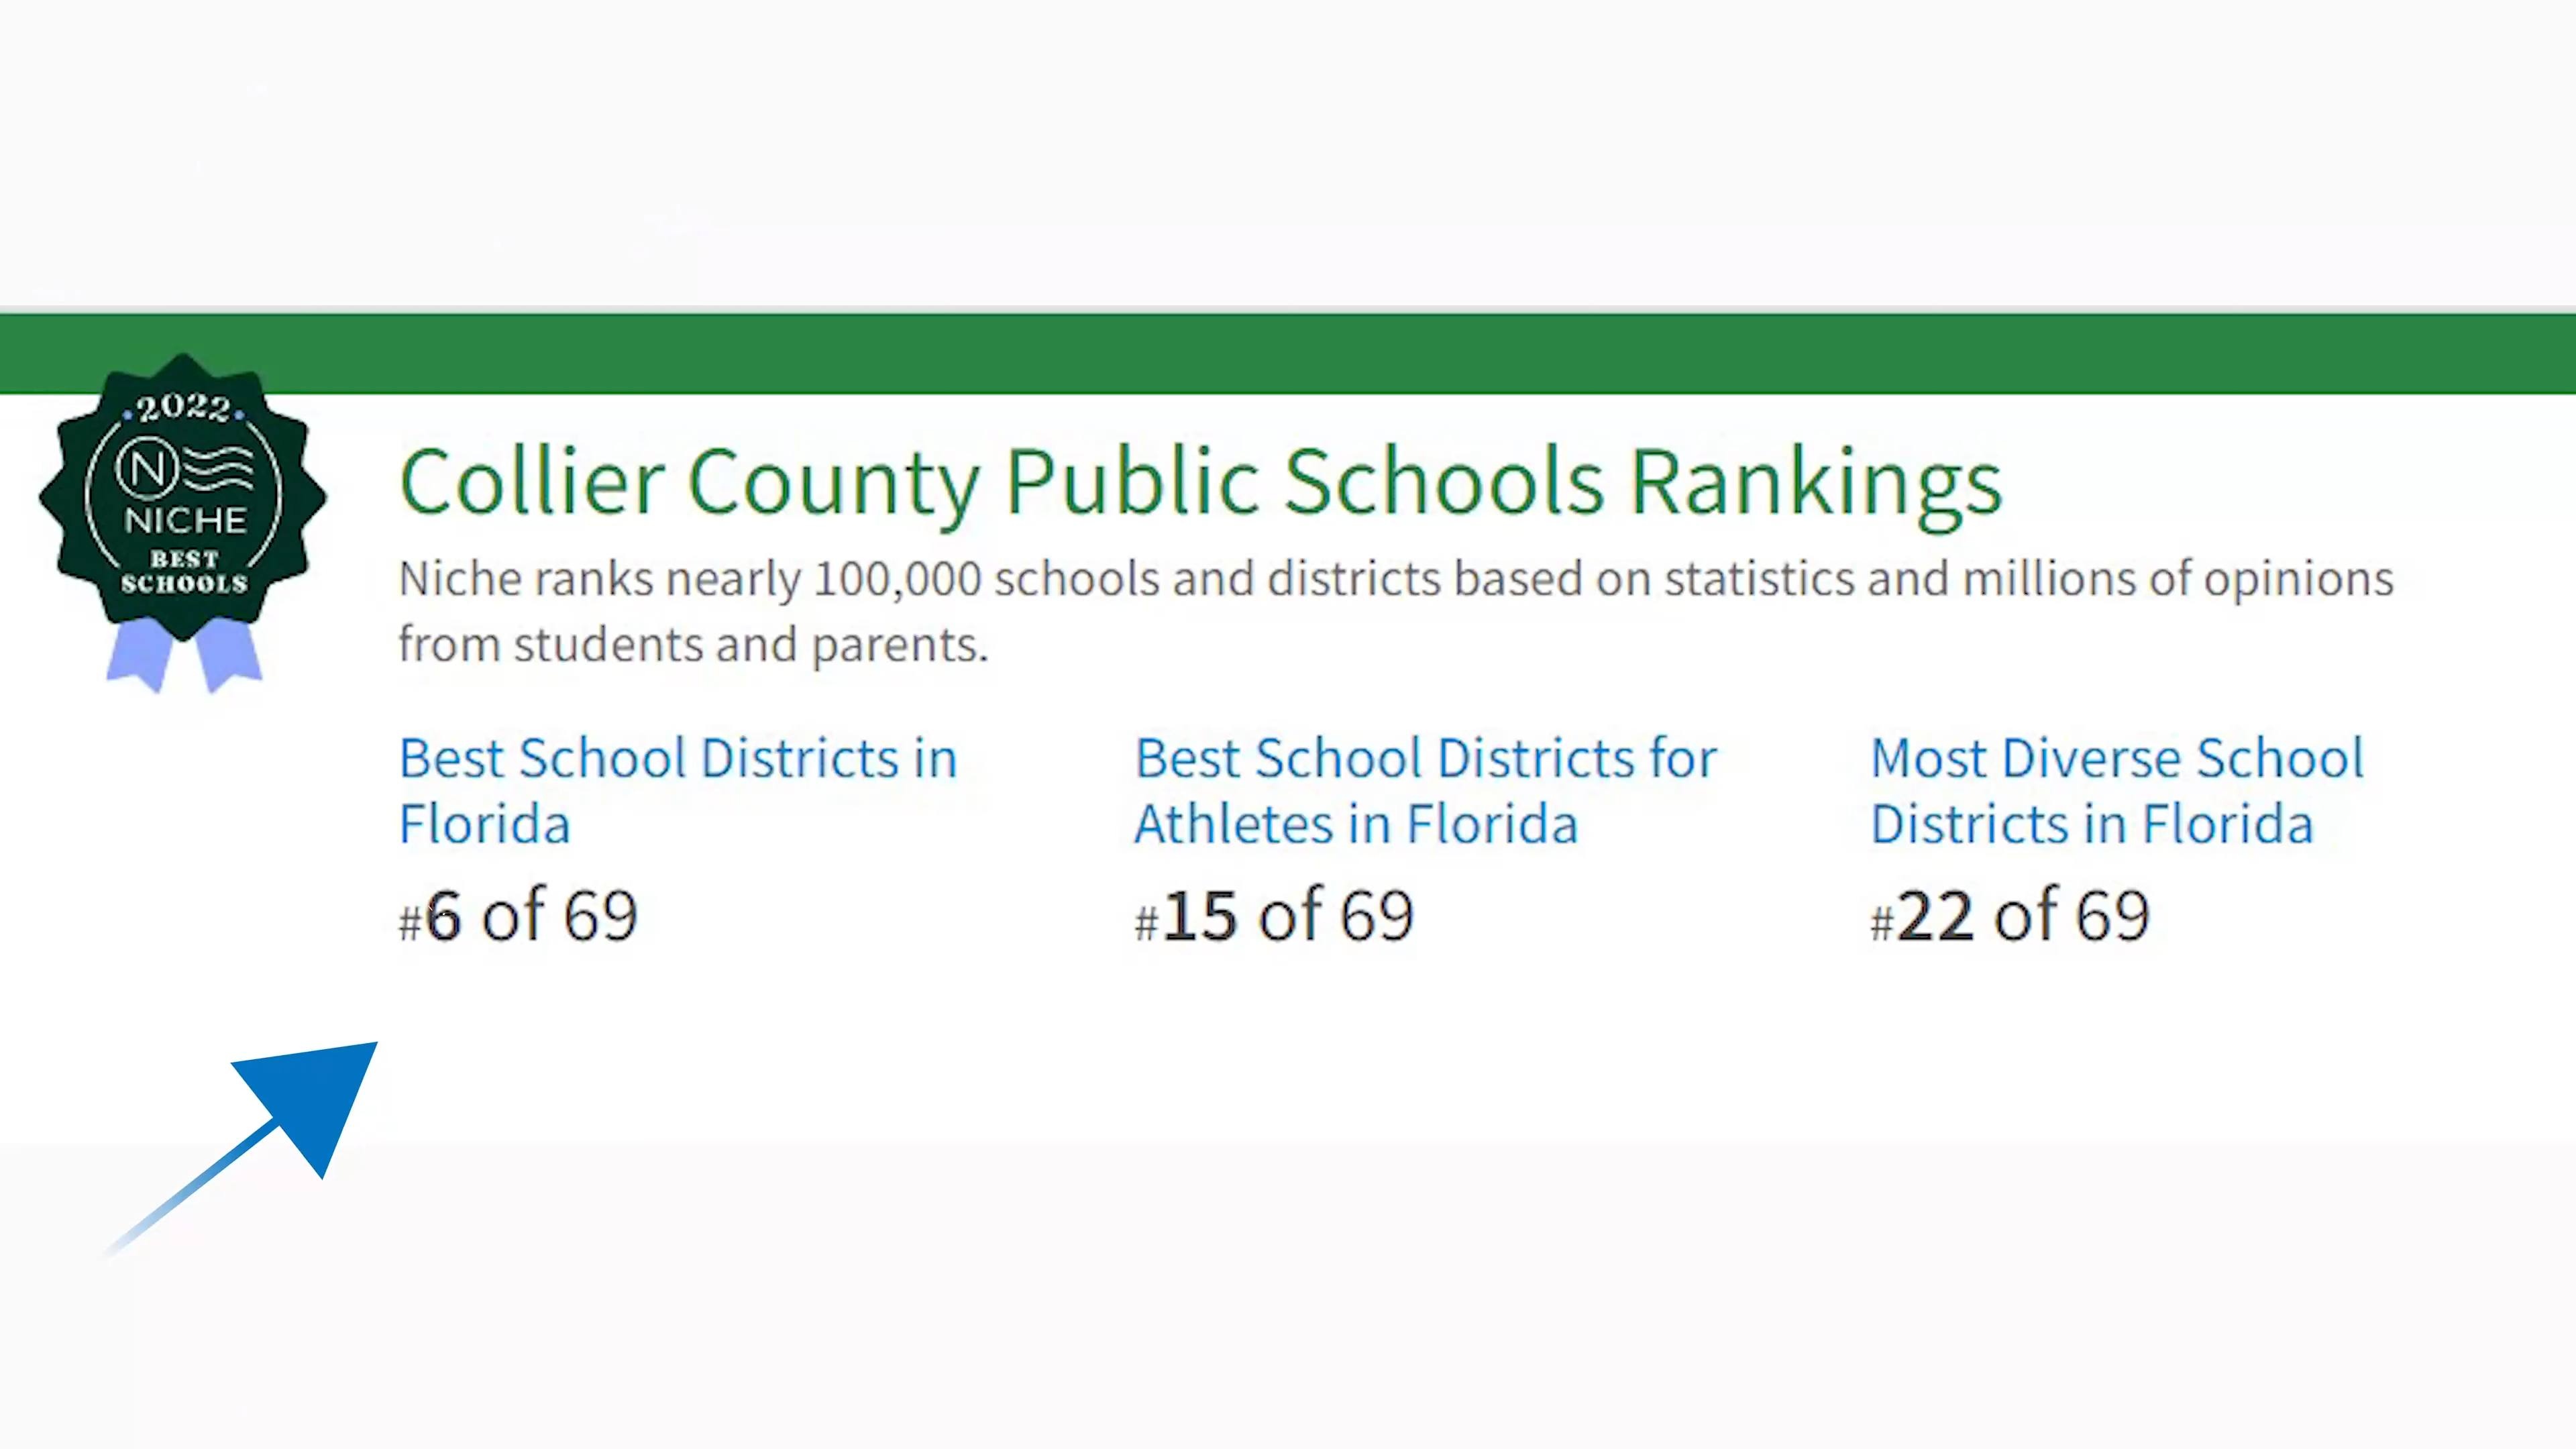 2022
N
NICHE
BEST
SCHOOLS
Collier County Public Schools Rankings
Niche ranks nearly 100,000 schools and districts based on statistics and millions of opinions
from students and parents.
Best School Districts in
Florida
#6 of 69
Best School Districts for
Athletes in Florida
#15 of 69
Most Diverse School
Districts in Florida
#22 of 69